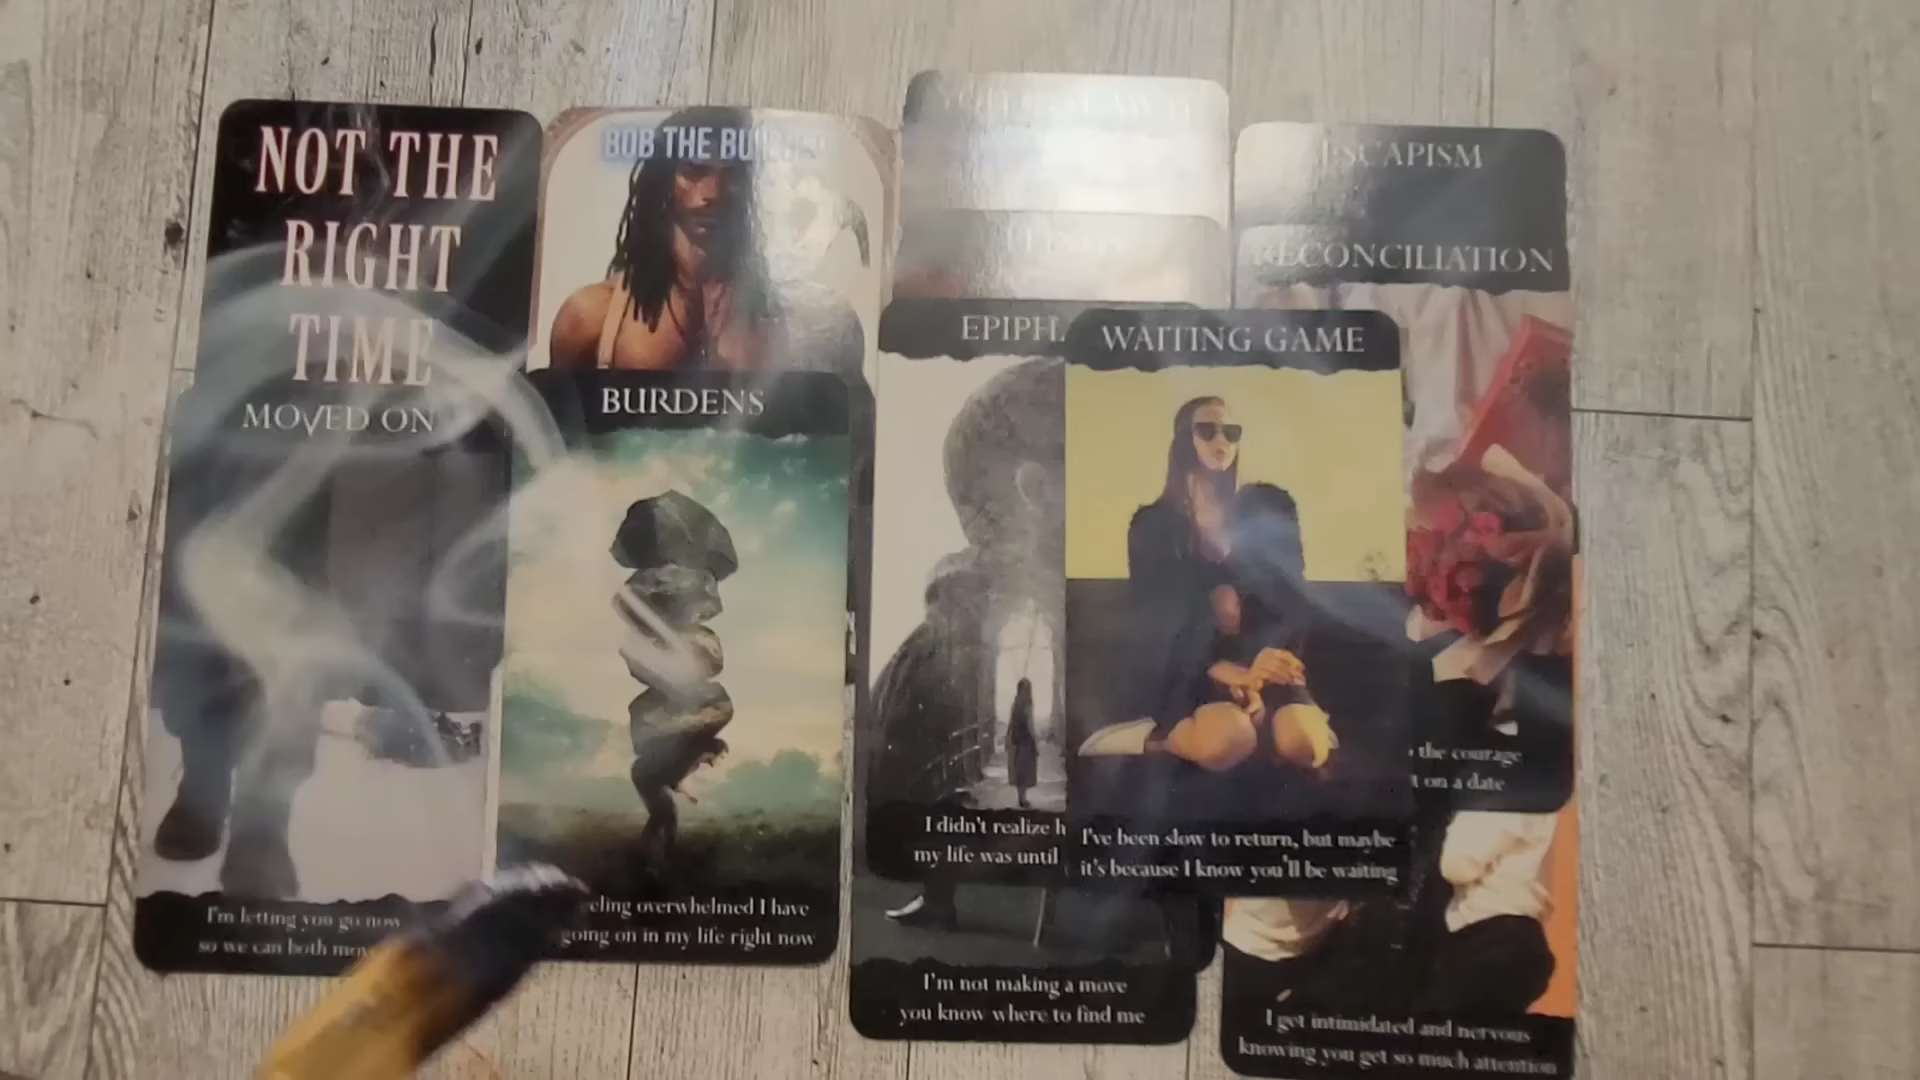 NOT THE
RIGHT
TIME
MOVED ON
I'm letting you go now
so we can both
BOB THE
BURDENS
overwhelmed I have
going on in my life right now
EPIPH
I didn't realize
my life was until
I'm not making a move
you know where to find me
WAITING GAME
I've been slow to return, but maybe
it's because I know you'll be waiting
ESCAPISM
RECONCILIATION
the courage
on a date
I get intimidated and nervous
knowing you get so much attention